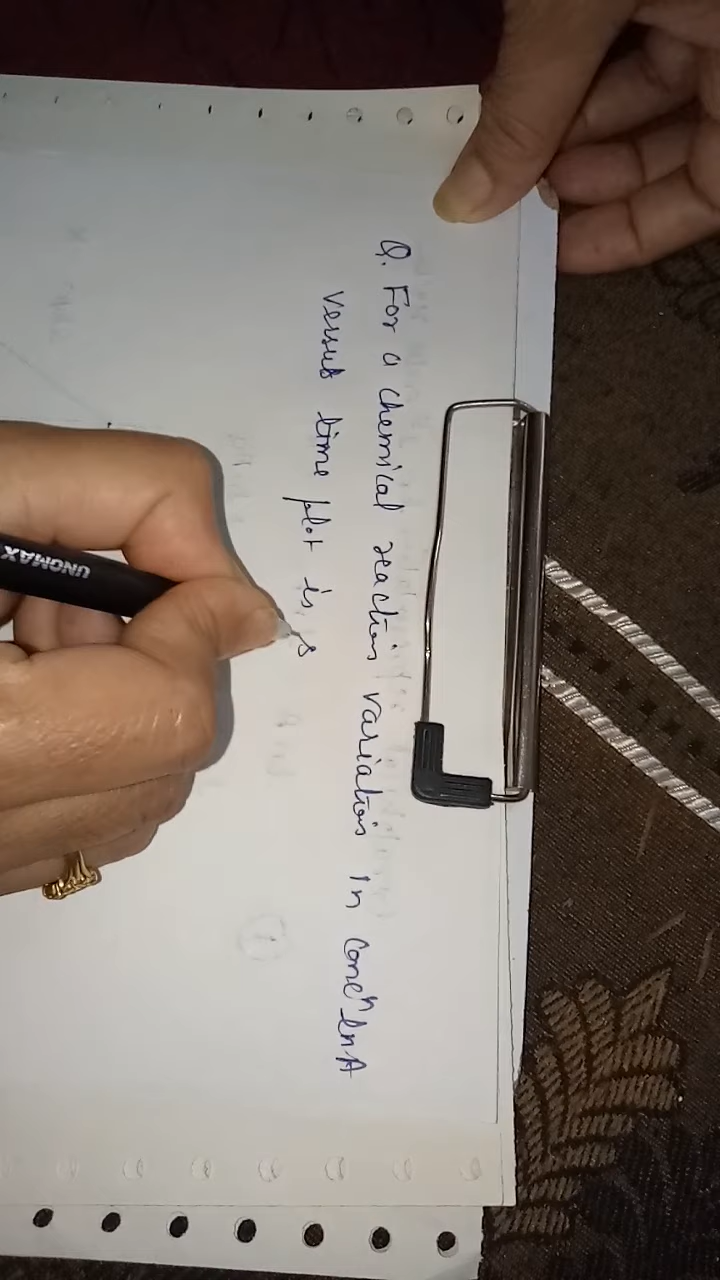 Q. For a chemical reaction variation in Concn ln A
versus time plot is
UNOMAX